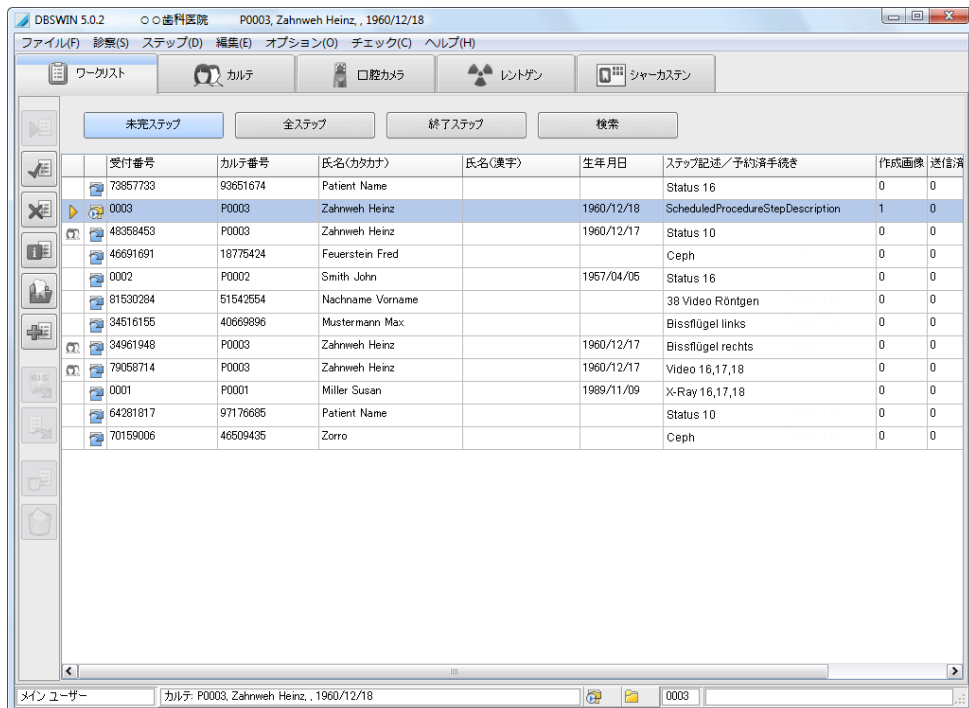 DBSWIN 5.0.2 ○○歯科医院 P0003, Zahnweh Heinz, , 1960/12/18
ファイル(F) 診察(S) ステップ(D) 編集(E) オプション(O) チェック(C) ヘルプ(H)
ワークリスト カルテ 口腔カメラ レントゲン シャーカステン
未完ステップ 全ステップ 終了ステップ 検索
受付番号 カルテ番号 氏名(カタカナ) 氏名(漢字) 生年月日 ステップ記述/予約済手続き 作成画像 送信済
73857733 93651674 Patient Name Status 16 0 0
0003 P0003 Zahnweh Heinz 1960/12/18 ScheduledProcedureStepDescription 1 0
48358453 P0003 Zahnweh Heinz 1960/12/17 Status 10 0 0
46691691 18775424 Feuerstein Fred Ceph 0 0
0002 P0002 Smith John 1957/04/05 Status 16 0 0
81530284 51542554 Nachname Vorname 38 Video Röntgen 0 0
34516155 40669896 Mustermann Max Bissflügel links 0 0
34961948 P0003 Zahnweh Heinz 1960/12/17 Bissflügel rechts 0 0
79058714 P0003 Zahnweh Heinz 1960/12/17 Video 16,17,18 0 0
0001 P0001 Miller Susan 1989/11/09 X-Ray 16,17,18 0 0
64281817 97176685 Patient Name Status 10 0 0
70159006 46509435 Zorro Ceph 0 0
RIS
メイン ユーザー カルテ: P0003, Zahnweh Heinz, , 1960/12/18 0003